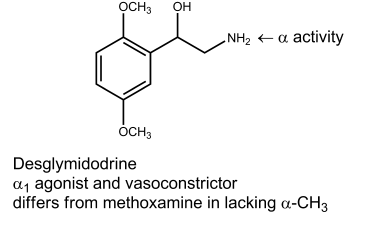 OCH3 OH
NH2 ← α activity
OCH3
Desglymidodrine
α1 agonist and vasoconstrictor
differs from methoxamine in lacking α-CH3